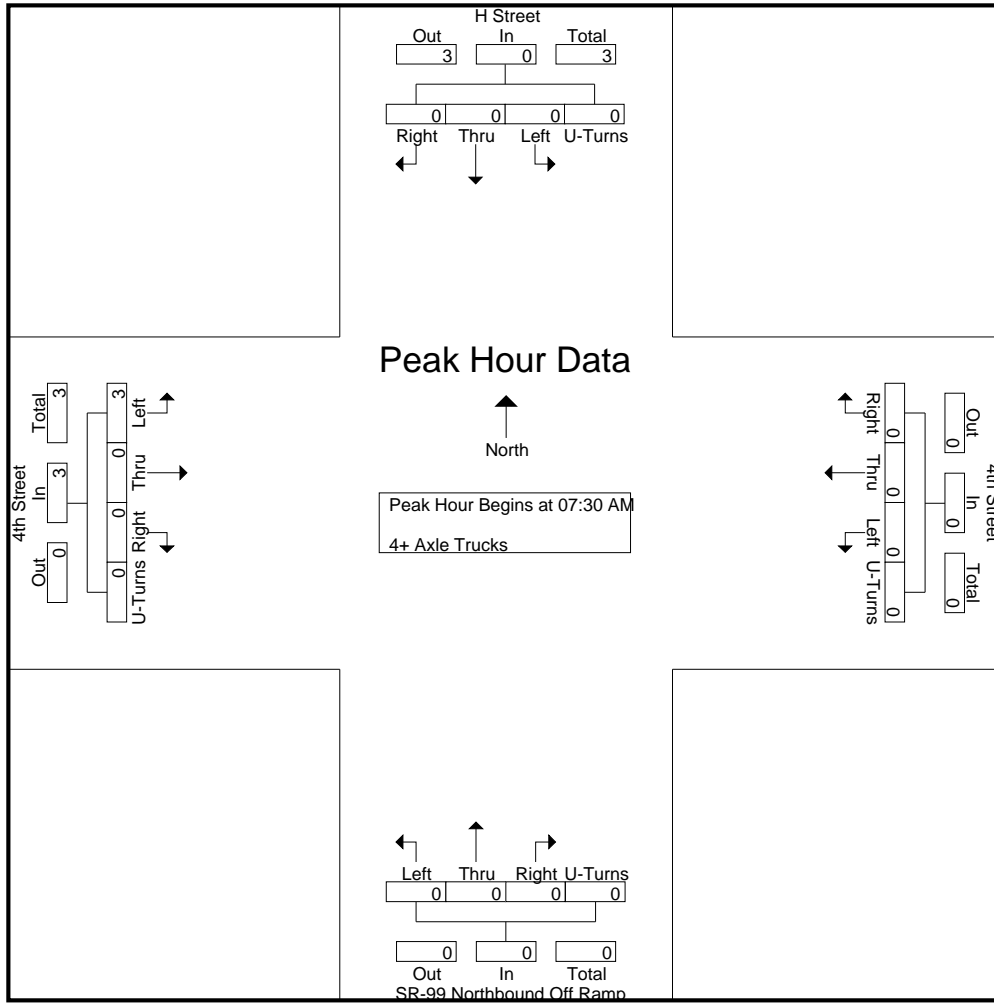 H Street
Out In Total
3 0 3
0 0 0 0
Right Thru Left U-Turns
Peak Hour Data
North
Peak Hour Begins at 07:30 AM
4+ Axle Trucks
4th Street
Total In Out
3 3 0
3 0 0 0
Left Thru Right U-Turns
Right Thru Left U-Turns
0 0 0 0
0 0 0
Out In Total
4th Street
Left Thru Right U-Turns
0 0 0 0
0 0 0
Out In Total
SR-99 Northbound Off Ramp